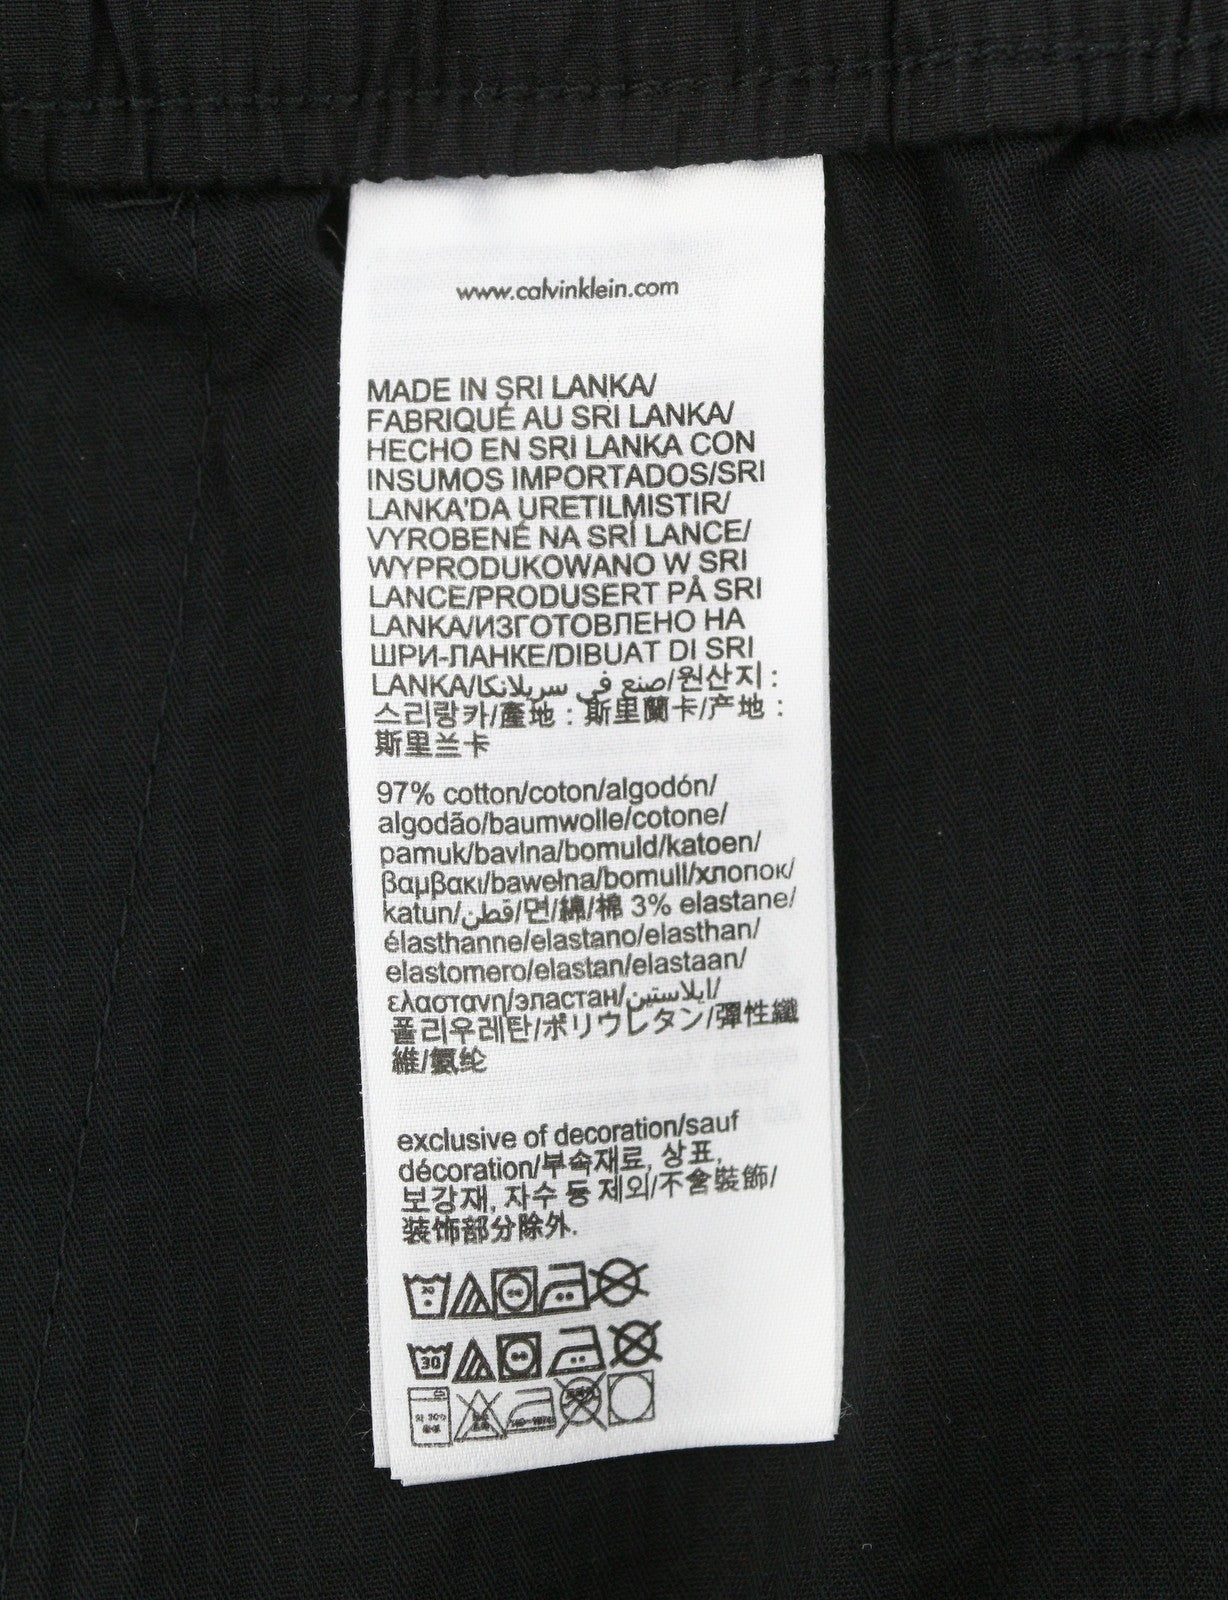 www.calvinklein.com
MADE IN SRI LANKA/
FABRIQUÉ AU SRI LANKA/
HECHO EN SRI LANKA CON
INSUMOS IMPORTADOS/SRI
LANKA'DA URETILMISTIR/
VYROBENÉ NA SRÍ LANCE/
WYPRODUKOWANO W SRI
LANCE/PRODUSERT PÅ SRI
LANKA/ИЗГОТОВЛЕНО НА
ШРИ-ЛАНКЕ/DIBUAT DI SRI
LANKA/صنع في سريلانكا/원산지 :
스리랑카/產地 : 斯里蘭卡/产地 :
斯里兰卡
97% cotton/coton/algodón/
algodão/baumwolle/cotone/
pamuk/bavlna/bomuld/katoen/
βαμβακι/bawełna/bomull/хлопок/
katun/قطن/면/綿/棉 3% elastane/
élasthanne/elastano/elasthan/
elastomero/elastan/elastaan/
ελαστανη/эластан/ايلاستين/
폴리우레탄/ポリウレタン/彈性纖
維/氨纶
exclusive of decoration/sauf
décoration/부속재료, 상표,
보강재, 자수 등 제외/不含裝飾/
装饰部分除外.
30
30
약 30℃